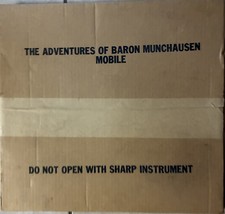 THE ADVENTURES OF BARON MUNCHAUSEN
MOBILE
DO NOT OPEN WITH SHARP INSTRUMENT